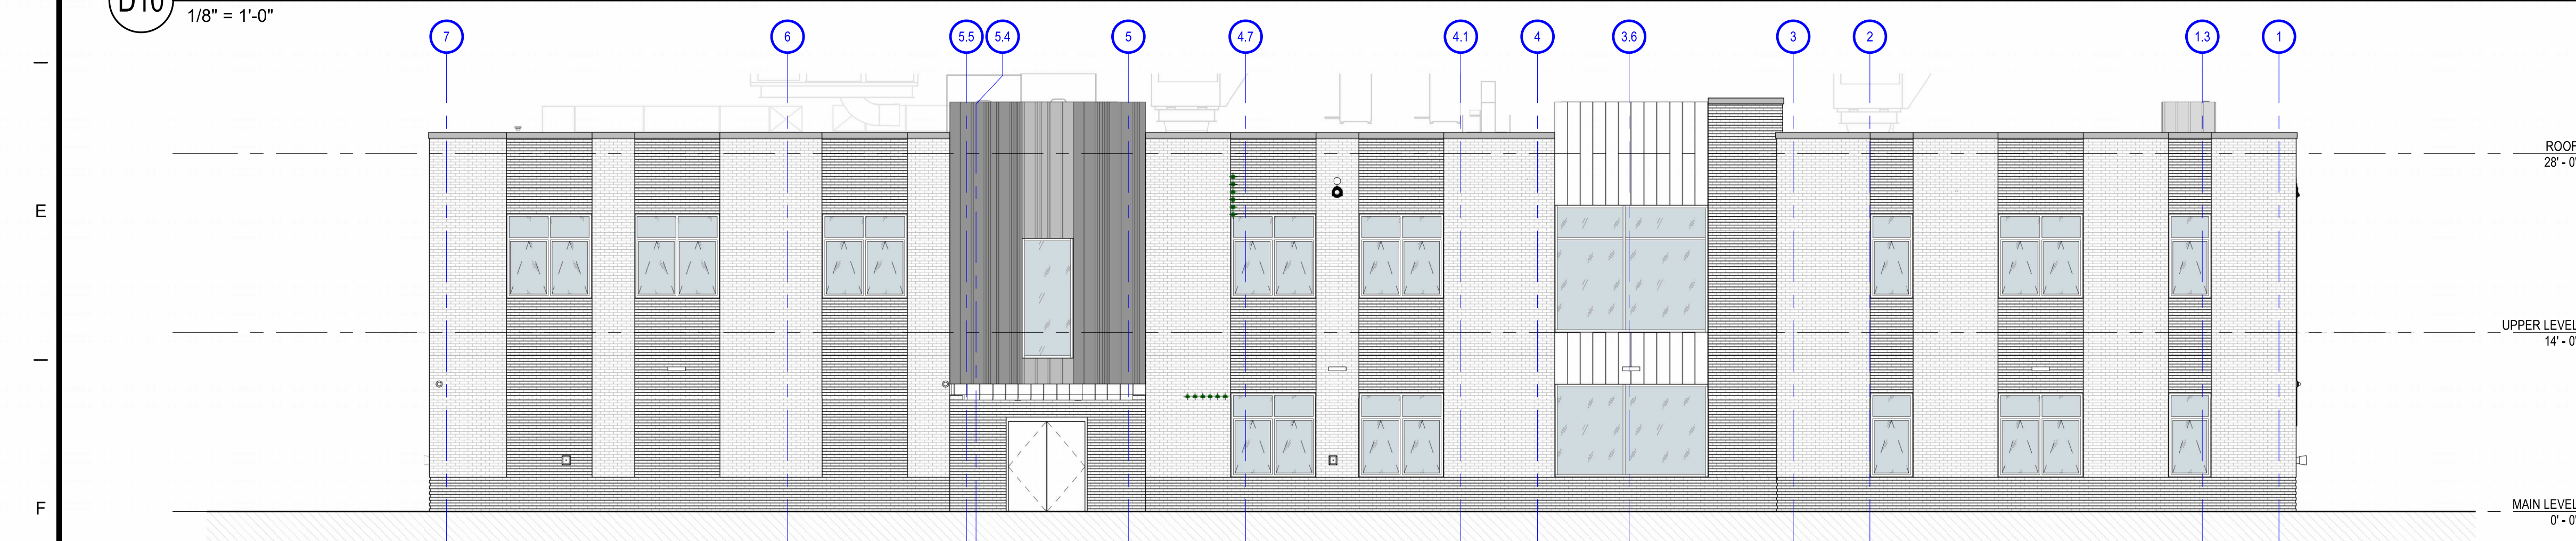 D10
1/8" = 1'-0"
7
6
5.5
5.4
5
4.7
4.1
4
3.6
3
2
1.3
1
ROOF
28' - 0"
E
UPPER LEVEL
14' - 0"
F
MAIN LEVEL
0' - 0"